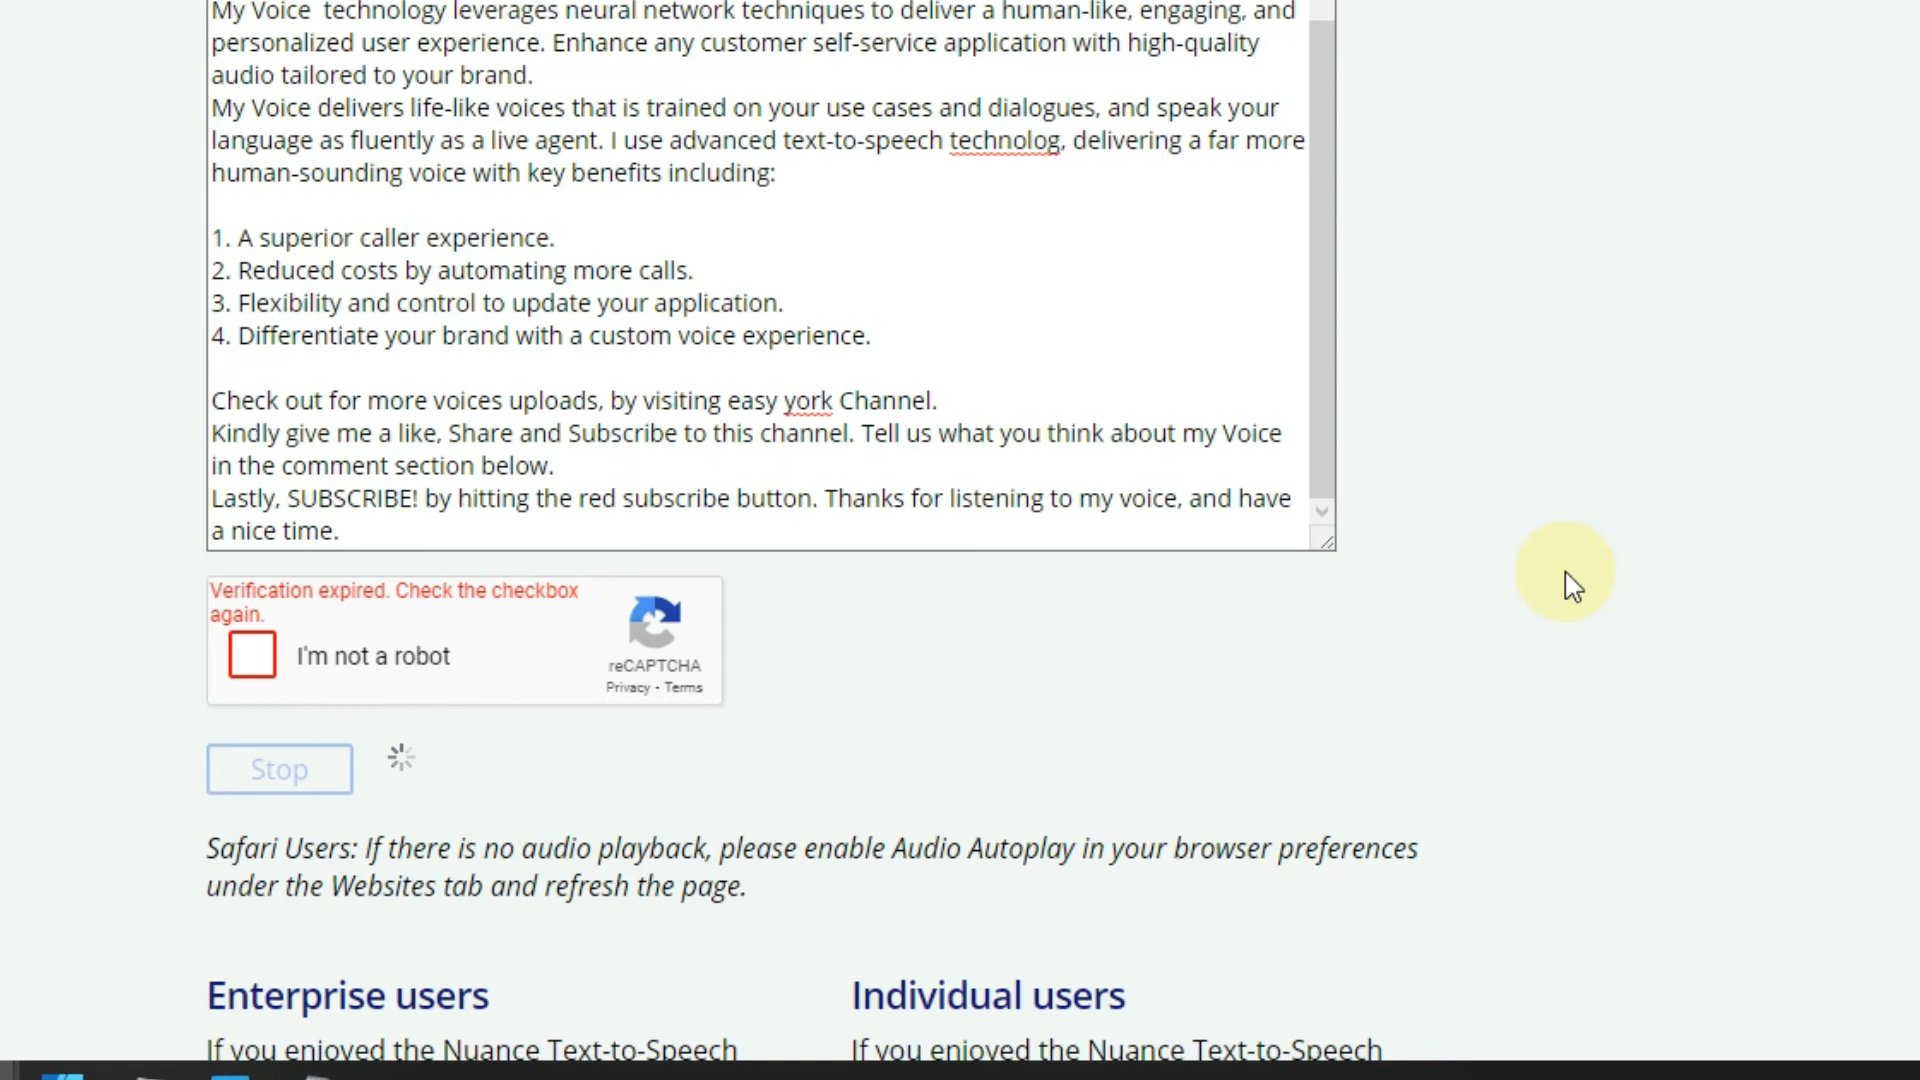 My Voice  technology leverages neural network techniques to deliver a human-like, engaging, and
personalized user experience. Enhance any customer self-service application with high-quality
audio tailored to your brand.
My Voice delivers life-like voices that is trained on your use cases and dialogues, and speak your
language as fluently as a live agent. I use advanced text-to-speech technolog, delivering a far more
human-sounding voice with key benefits including:
1. A superior caller experience.
2. Reduced costs by automating more calls.
3. Flexibility and control to update your application.
4. Differentiate your brand with a custom voice experience.
Check out for more voices uploads, by visiting easy york Channel.
Kindly give me a like, Share and Subscribe to this channel. Tell us what you think about my Voice
in the comment section below.
Lastly, SUBSCRIBE! by hitting the red subscribe button. Thanks for listening to my voice, and have
a nice time.
Verification expired. Check the checkbox
again.
I'm not a robot
reCAPTCHA
Privacy - Terms
Stop
Safari Users: If there is no audio playback, please enable Audio Autoplay in your browser preferences
under the Websites tab and refresh the page.
Enterprise users
Individual users
If you enjoyed the Nuance Text-to-Speech
If you enjoyed the Nuance Text-to-Speech